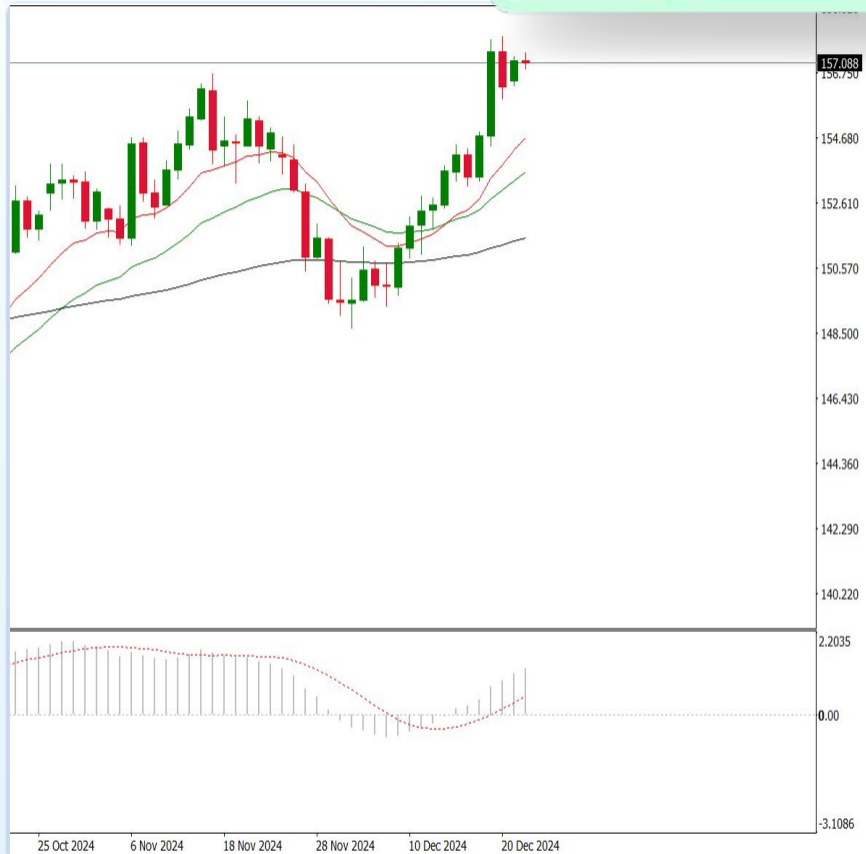 157.088
156.750
154.680
152.610
150.570
148.500
146.430
144.360
142.290
140.220
2.2035
0.00
-3.1086
25 Oct 2024
6 Nov 2024
18 Nov 2024
28 Nov 2024
10 Dec 2024
20 Dec 2024